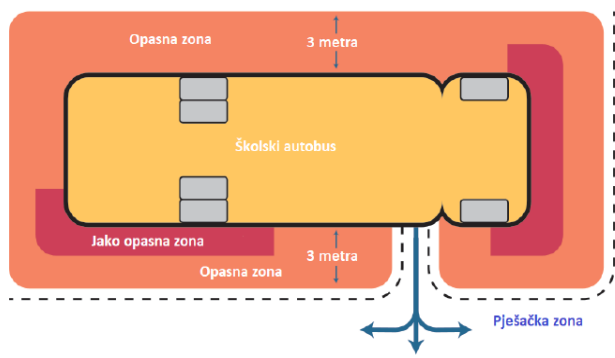 Opasna zona
3 metra
Školski autobus
Jako opasna zona
3 metra
Opasna zona
Pješačka zona